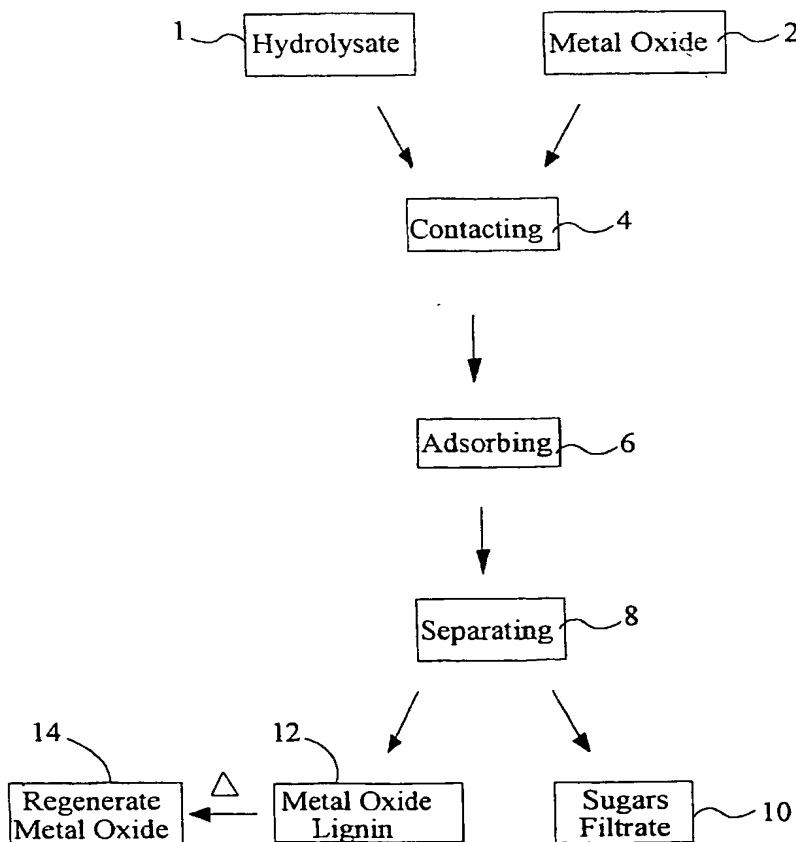 1
Hydrolysate
Metal Oxide
2
Contacting
4
Adsorbing
6
Separating
8
14
12
Regenerate
Metal Oxide
Δ
Metal Oxide
Lignin
Sugars
Filtrate
10